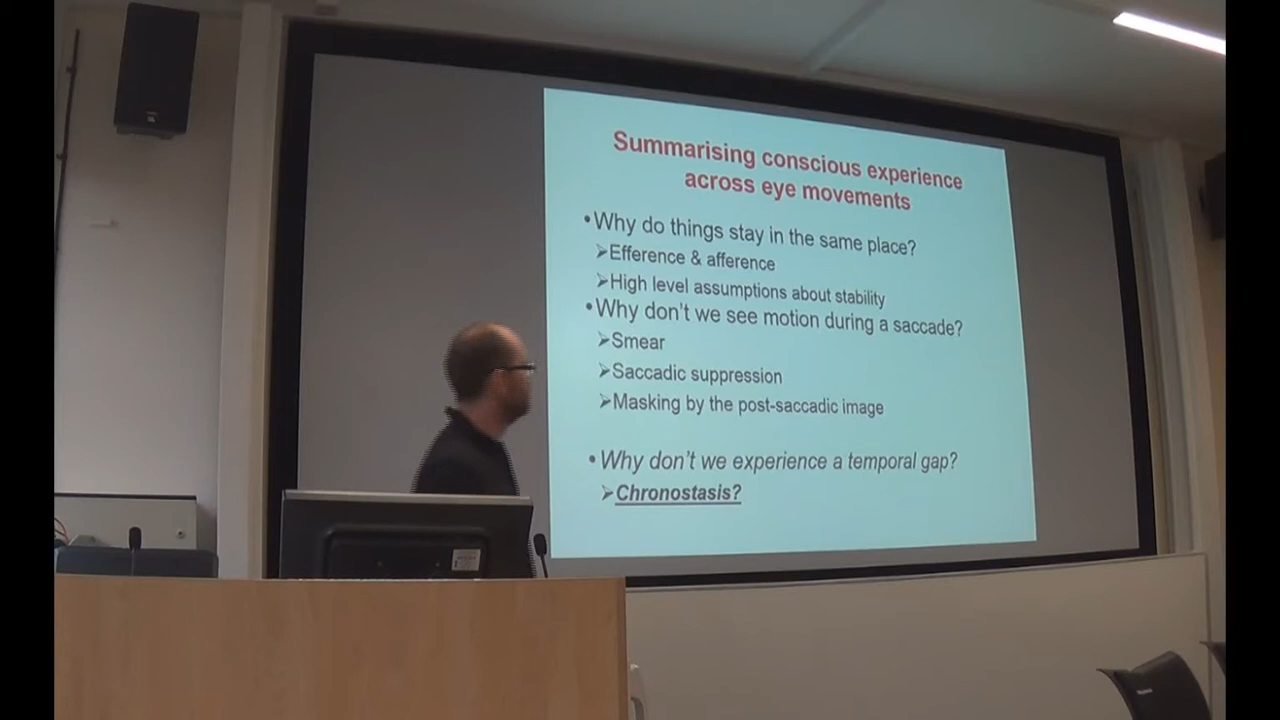 Summarising conscious experience
across eye movements
•Why do things stay in the same place?
➢Efference & afference
➢High level assumptions about stability
•Why don't we see motion during a saccade?
➢Smear
➢Saccadic suppression
➢Masking by the post-saccadic image
•Why don't we experience a temporal gap?
➢Chronostasis?